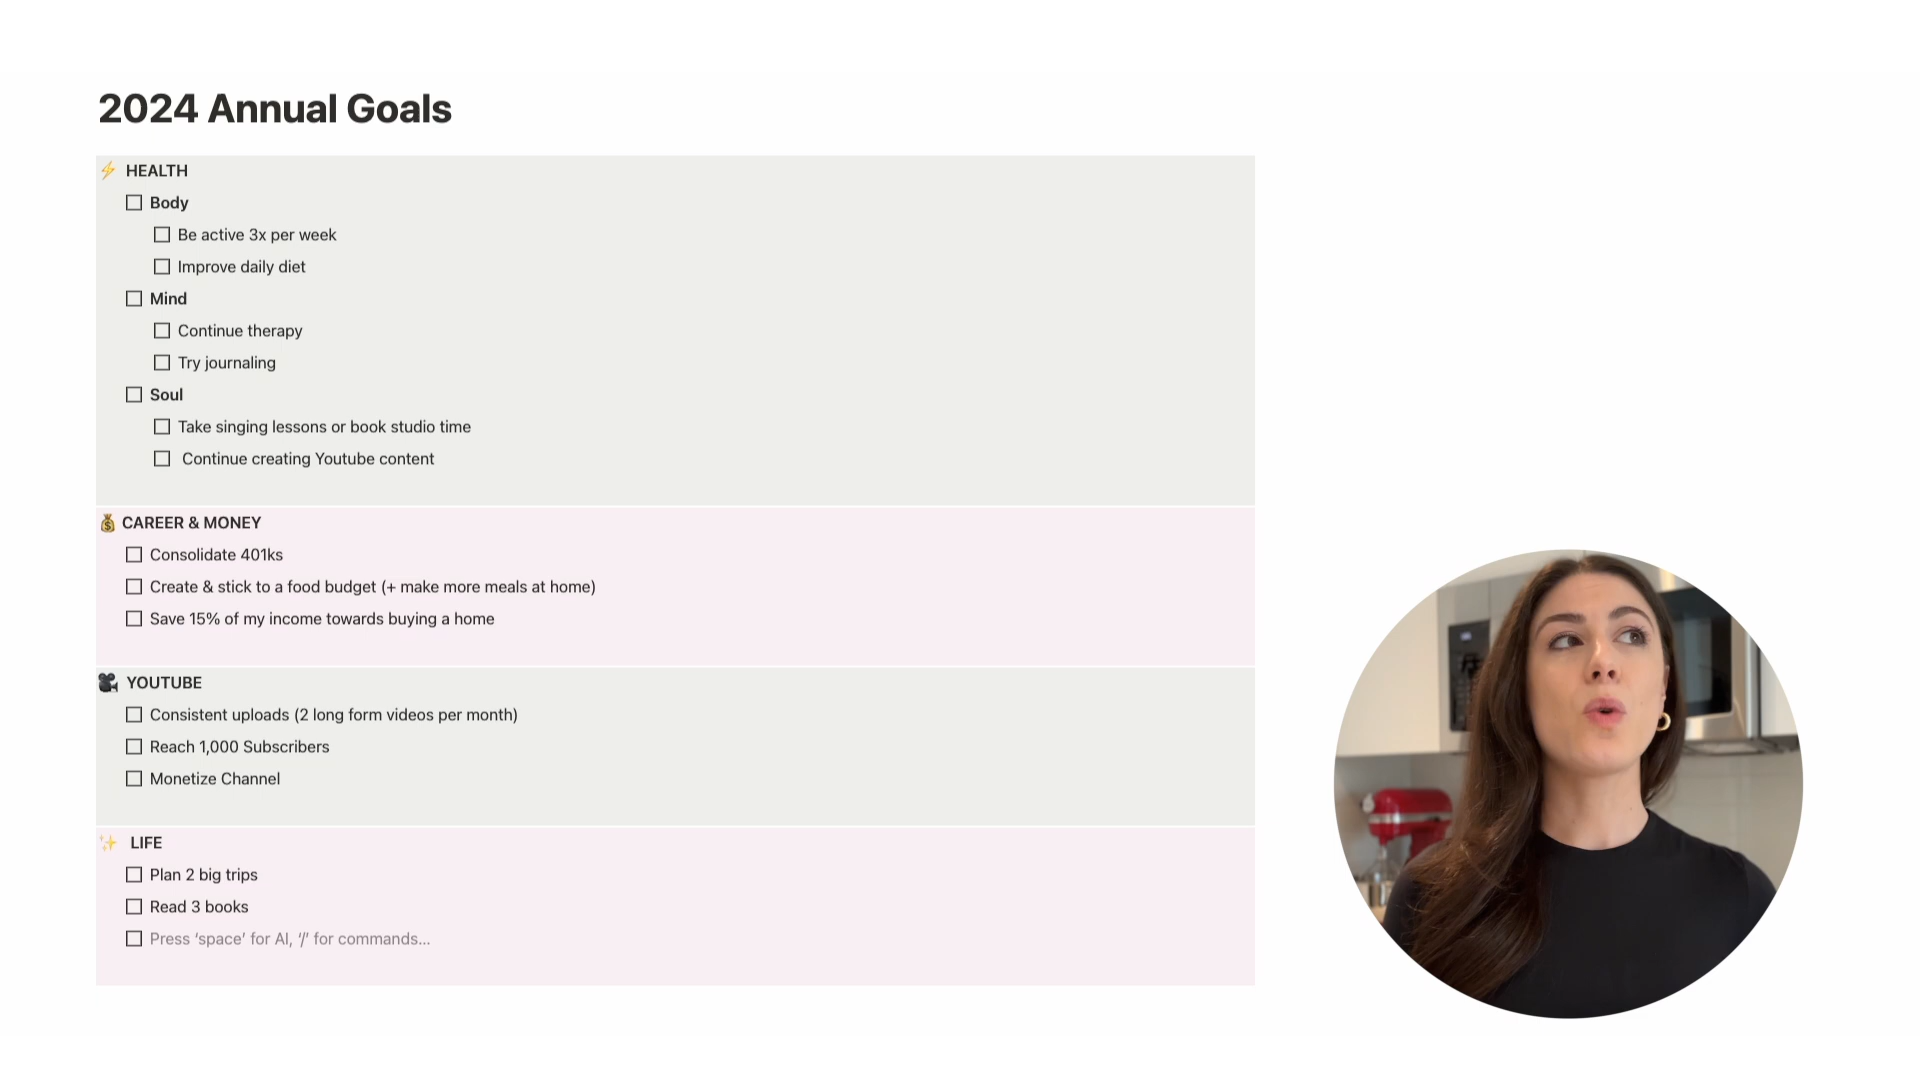 2024 Annual Goals
⚡ HEALTH
Body
Be active 3x per week
Improve daily diet
Mind
Continue therapy
Try journaling
Soul
Take singing lessons or book studio time
Continue creating Youtube content
💰 CAREER & MONEY
Consolidate 401ks
Create & stick to a food budget (+ make more meals at home)
Save 15% of my income towards buying a home
🎥 YOUTUBE
Consistent uploads (2 long form videos per month)
Reach 1,000 Subscribers
Monetize Channel
✨ LIFE
Plan 2 big trips
Read 3 books
Press ‘space’ for AI, ‘/’ for commands...